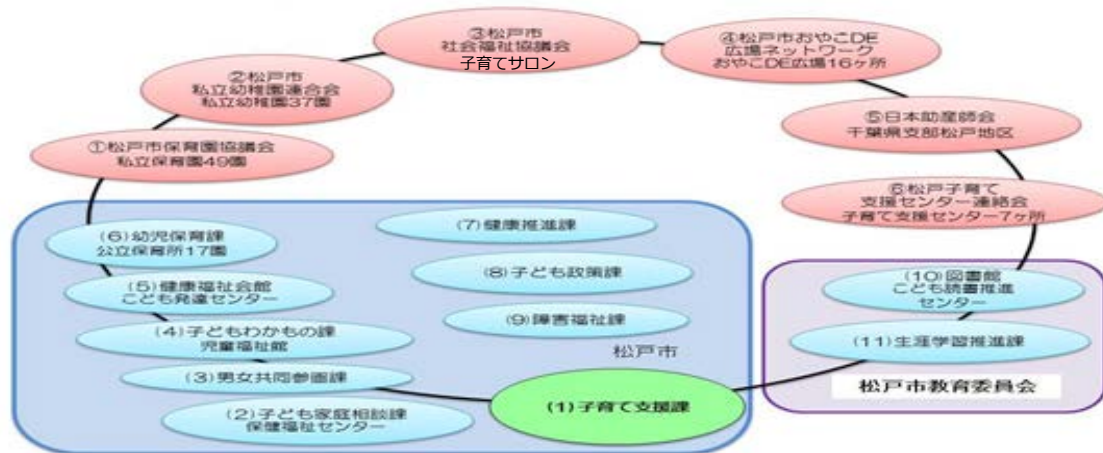 ③松戸市
社会福祉協議会
子育てサロン
④松戸市おやこDE
広場ネットワーク
おやこDE広場16ヶ所
②松戸市
私立幼稚園連合会
私立幼稚園37園
⑤日本助産師会
千葉県支部松戸地区
①松戸市保育園協議会
私立保育園49園
⑥松戸子育て
支援センター連絡会
子育て支援センター7ヶ所
(6)幼児保育課
公立保育所17園
(7)健康推進課
(5)健康福祉会館
こども発達センター
(8)子ども政策課
(10)図書館
こども読書推進
センター
(4)子どもわかもの課
児童福祉館
(9)障害福祉課
松戸市
(11)生涯学習推進課
(3)男女共同参画課
松戸市教育委員会
(2)子ども家庭相談課
保健福祉センター
(1)子育て支援課